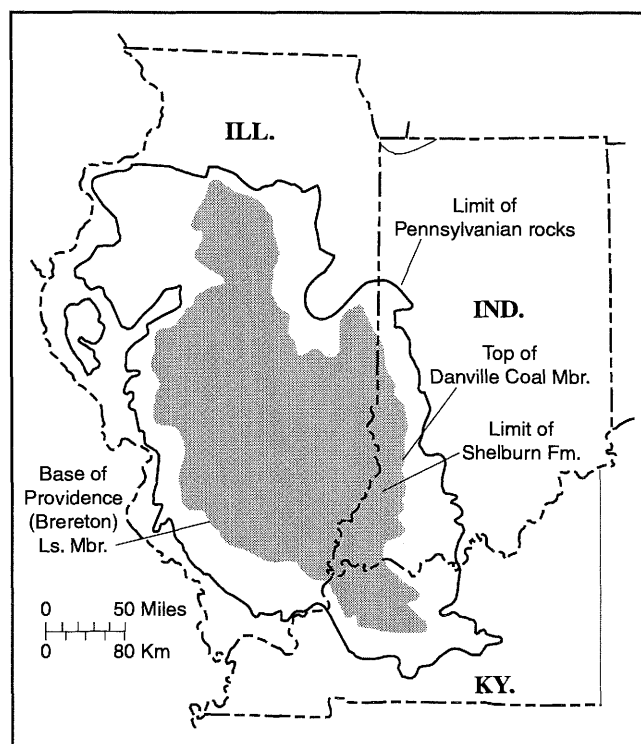 ILL.
Limit of
Pennsylvanian rocks
IND.
Top of
Danville Coal Mbr.
Limit of
Shelburn Fm.
Base of
Providence
(Brereton)
Ls. Mbr.
0 50 Miles
0 80 Km
KY.